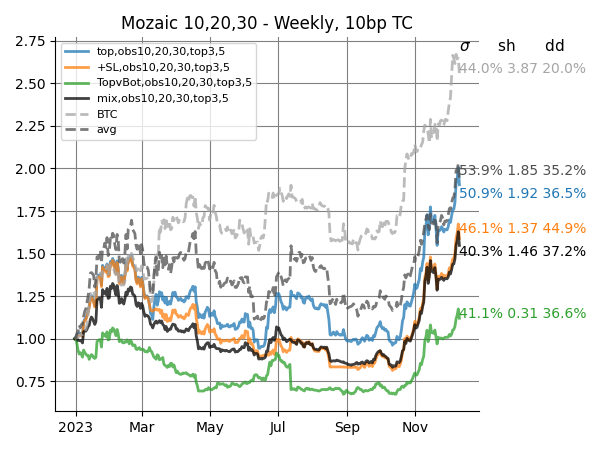 Mozaic 10,20,30 - Weekly, 10bp TC
σ sh dd
2.75
2.50
2.25
2.00
1.75
1.50
1.25
1.00
0.75
top,obs10,20,30,top3,5
+SL,obs10,20,30,top3,5
TopvBot,obs10,20,30,top3,5
mix,obs10,20,30,top3,5
BTC
avg
44.0% 3.87 20.0%
53.9% 1.85 35.2%
50.9% 1.92 36.5%
46.1% 1.37 44.9%
40.3% 1.46 37.2%
41.1% 0.31 36.6%
2023 Mar May Jul Sep Nov